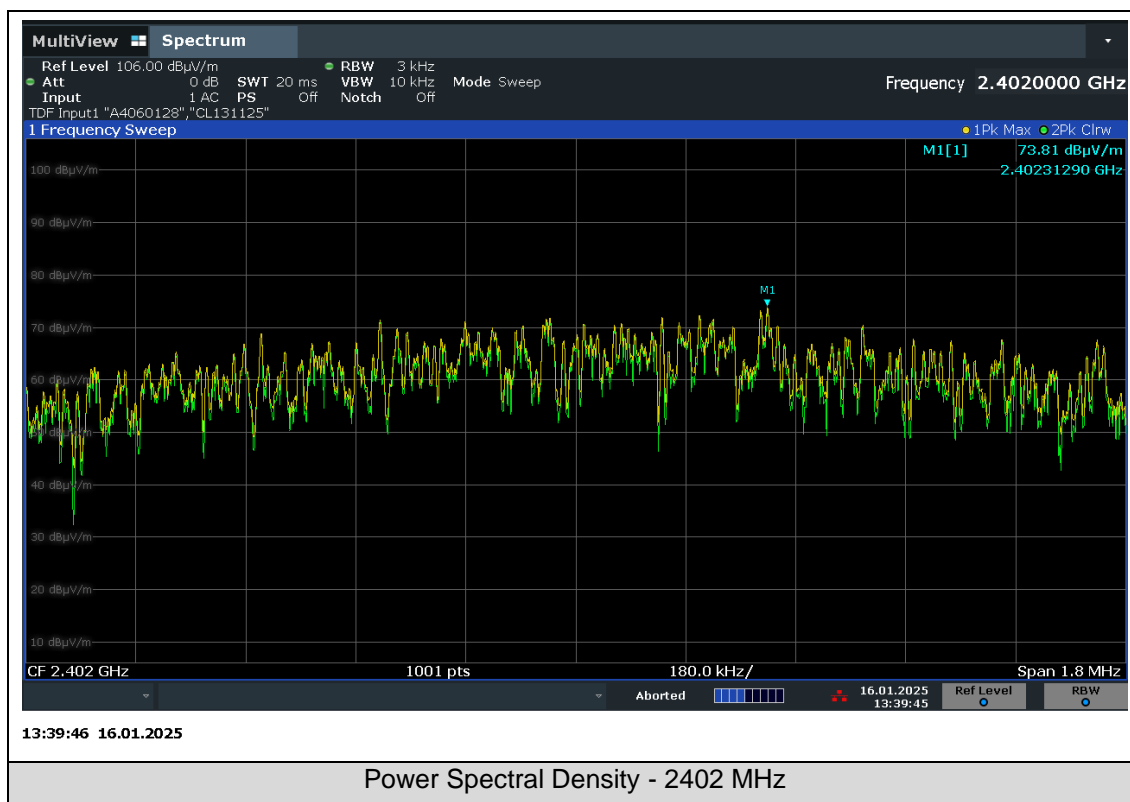 MultiView Spectrum
Ref Level 106.00 dBµV/m RBW 3 kHz
Att 0 dB SWT 20 ms VBW 10 kHz Mode Sweep Frequency 2.4020000 GHz
Input 1 AC PS Off Notch Off
TDF Input1 "A4060128","CL131125"
1 Frequency Sweep 1Pk Max 2Pk Clrw
M1[1] 73.81 dBµV/m
2.40231290 GHz
100 dBµV/m
90 dBµV/m
80 dBµV/m
M1
70 dBµV/m
60 dBµV/m
40 dBµV/m
30 dBµV/m
20 dBµV/m
10 dBµV/m
CF 2.402 GHz 1001 pts 180.0 kHz/ Span 1.8 MHz
Aborted 16.01.2025 Ref Level RBW
13:39:45
13:39:46 16.01.2025
Power Spectral Density - 2402 MHz